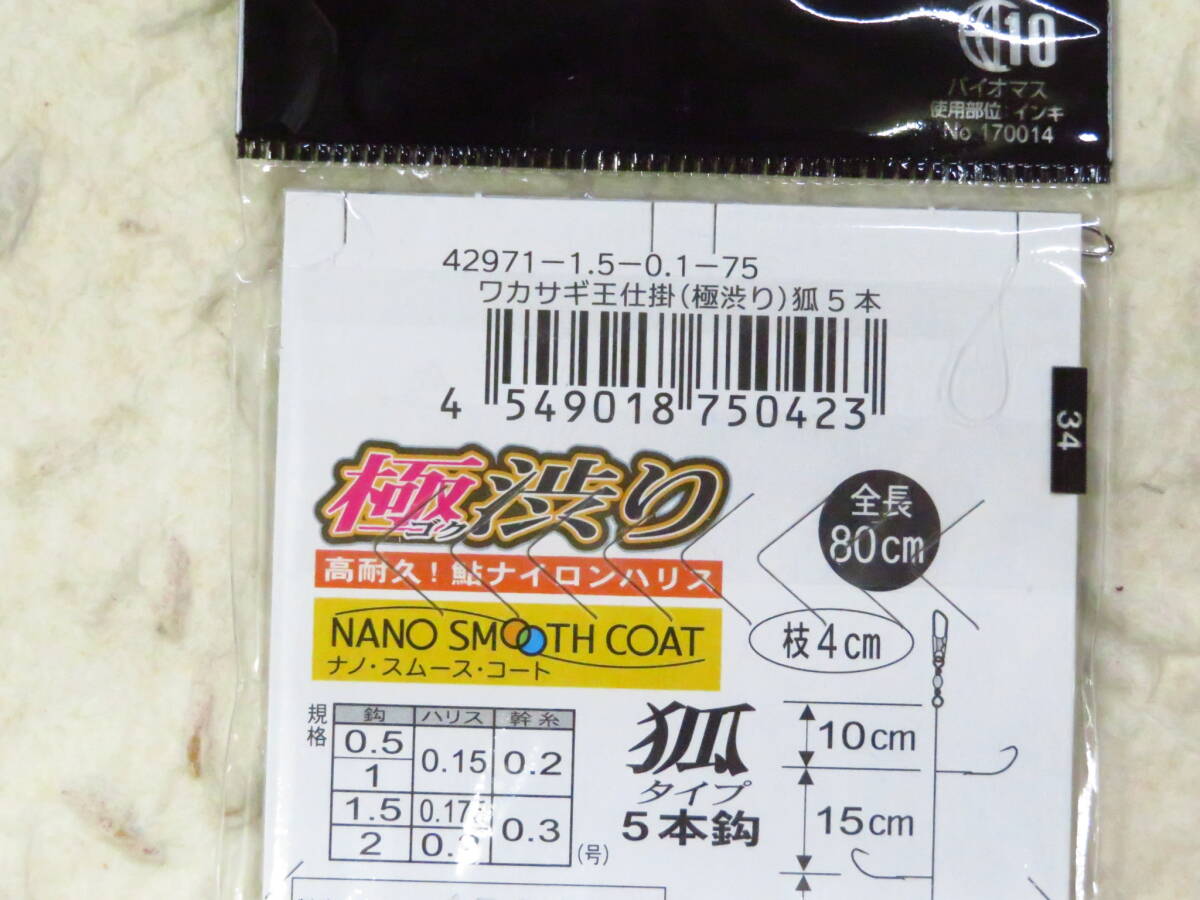 10
バイオマス
使用部位:インキ
No.170014
42971-1.5-0.1-75
ワカサギ王仕掛(極渋り)狐5本
4 549018 750423
34
極渋り
ゴク
全長
80cm
高耐久!鮎ナイロンハリス
NANO SMOOTH COAT
ナノ・スムース・コート
枝4cm
規格
鈎 ハリス 幹糸
0.5 0.15 0.2
1
1.5 0.175 0.3
2
(号)
狐
タイプ
5本鈎
10cm
15cm